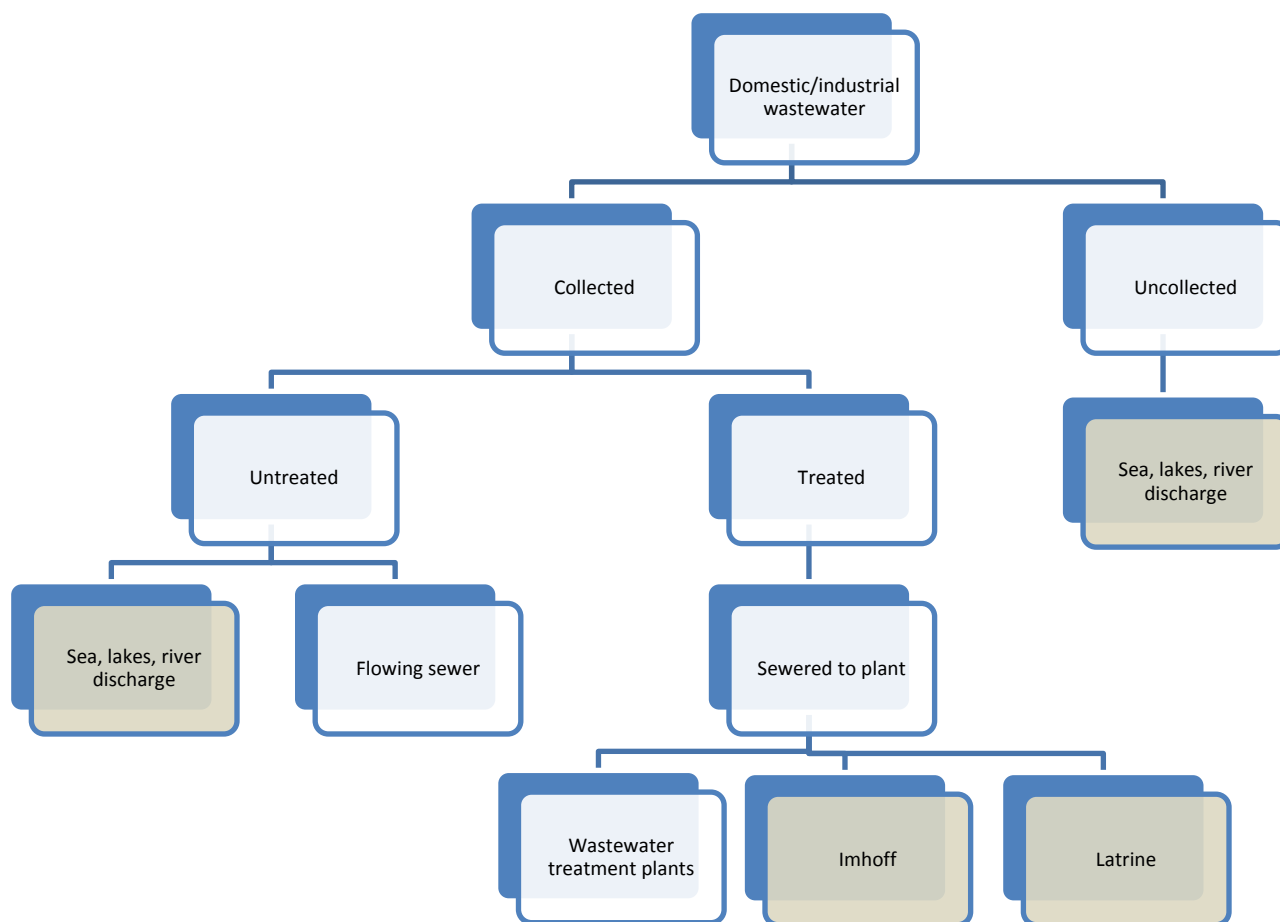 Domestic/industrial
wastewater
Collected
Uncollected
Untreated
Treated
Sea, lakes, river
discharge
Sea, lakes, river
discharge
Flowing sewer
Sewered to plant
Wastewater
treatment plants
Imhoff
Latrine